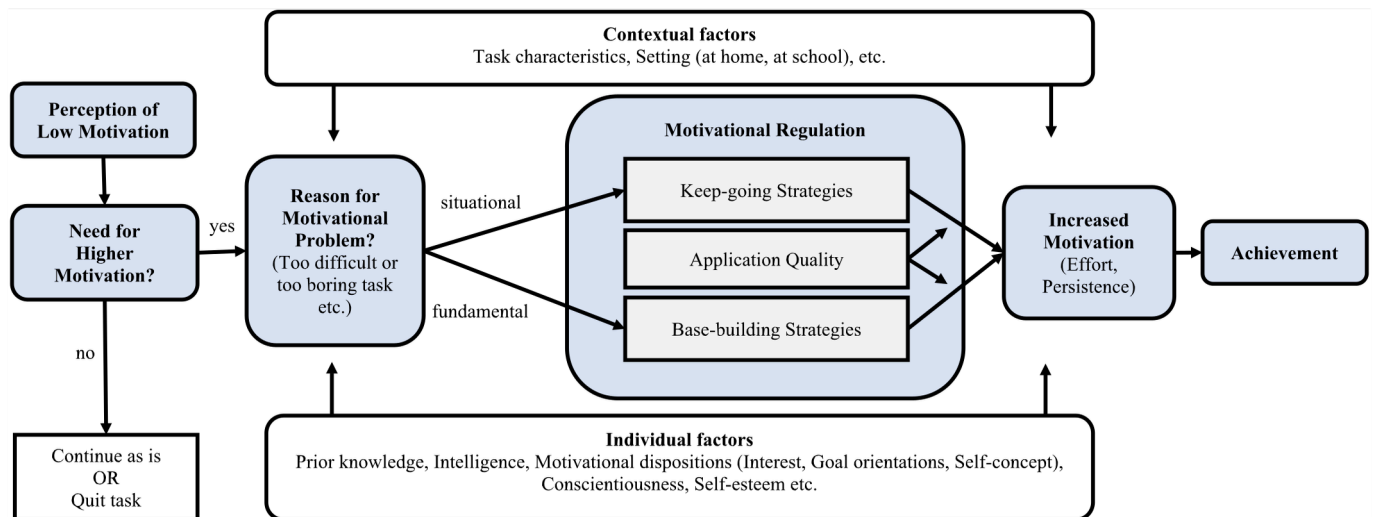 Contextual factors
Task characteristics, Setting (at home, at school), etc.
Perception of
Low Motivation
Need for
Higher
Motivation?
yes
no
Continue as is
OR
Quit task
Reason for
Motivational
Problem?
(Too difficult or
too boring task
etc.)
situational
fundamental
Motivational Regulation
Keep-going Strategies
Application Quality
Base-building Strategies
Increased
Motivation
(Effort,
Persistence)
Achievement
Individual factors
Prior knowledge, Intelligence, Motivational dispositions (Interest, Goal orientations, Self-concept),
Conscientiousness, Self-esteem etc.